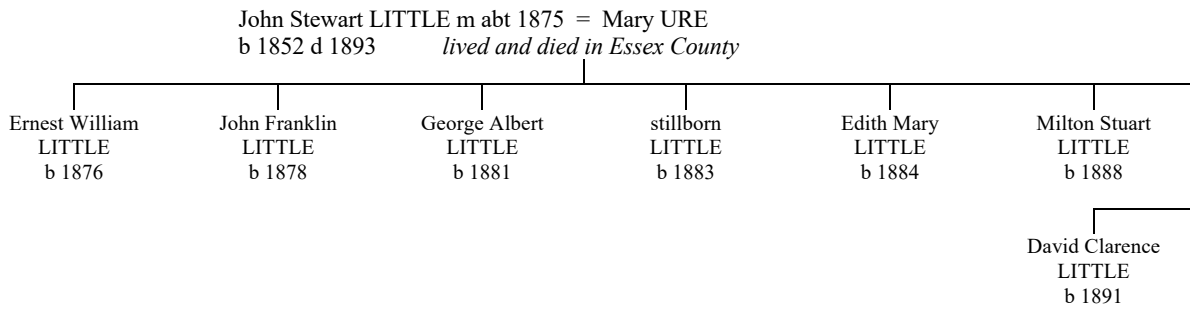 John Stewart LITTLE m abt 1875 = Mary URE
b 1852 d 1893 lived and died in Essex County
Ernest William
LITTLE
b 1876
John Franklin
LITTLE
b 1878
George Albert
LITTLE
b 1881
stillborn
LITTLE
b 1883
Edith Mary
LITTLE
b 1884
Milton Stuart
LITTLE
b 1888
David Clarence
LITTLE
b 1891